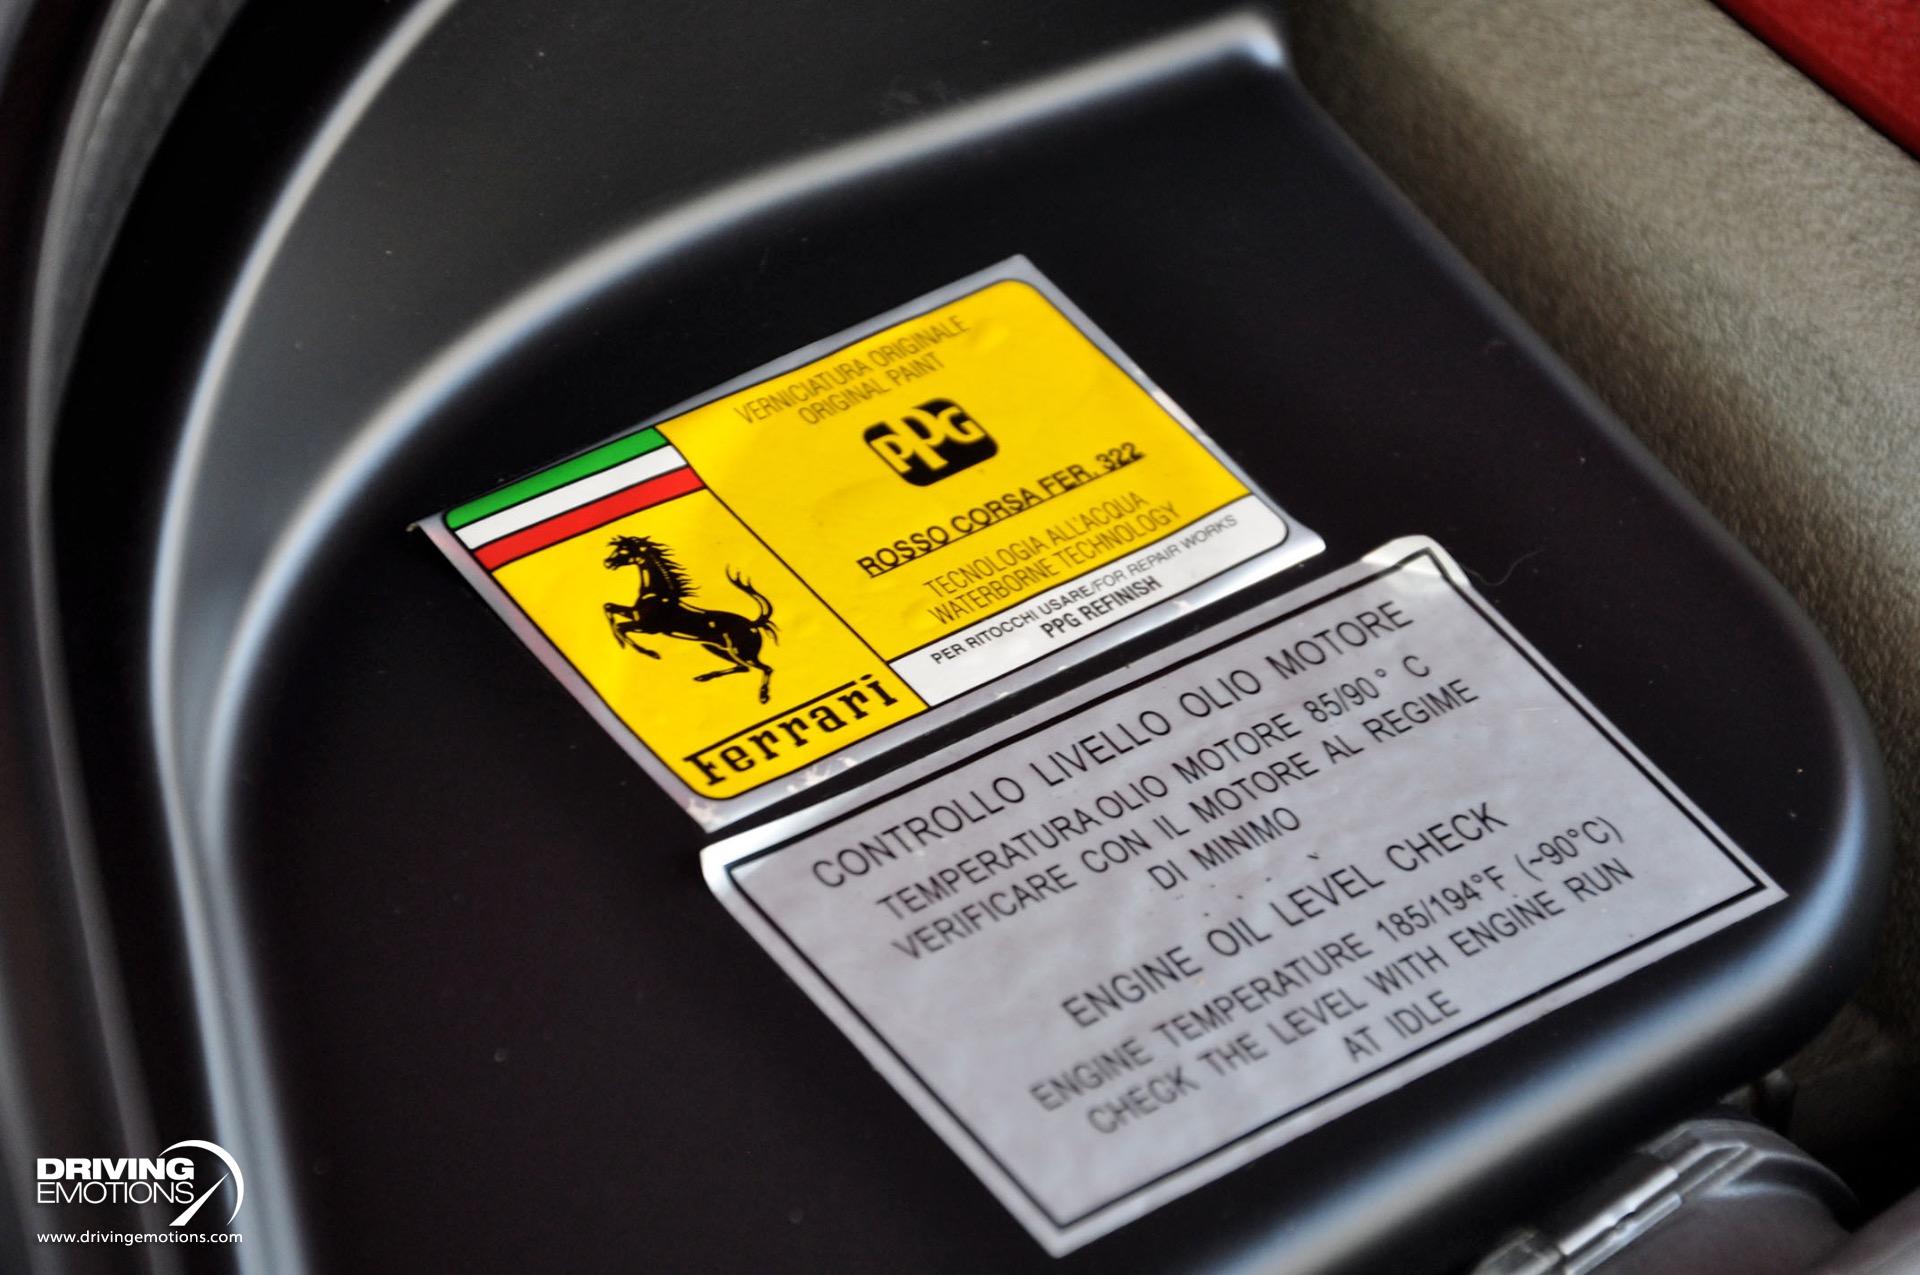 VERNICIATURA ORIGINALE
ORIGINAL PAINT
PPG
ROSSO CORSA FER. 322
TECNOLOGIA ALL'ACQUA
WATERBORNE TECHNOLOGY
PER RITOCCHI USARE/FOR REPAIR WORKS
PPG REFINISH
Ferrari
CONTROLLO LIVELLO OLIO MOTORE
TEMPERATURA OLIO MOTORE 85/90° C
VERIFICARE CON IL MOTORE AL REGIME
DI MINIMO
ENGINE OIL LEVEL CHECK
ENGINE TEMPERATURE 185/194°F (~90°C)
CHECK THE LEVEL WITH ENGINE RUN
AT IDLE
DRIVING
EMOTIONS
www.drivingemotions.com